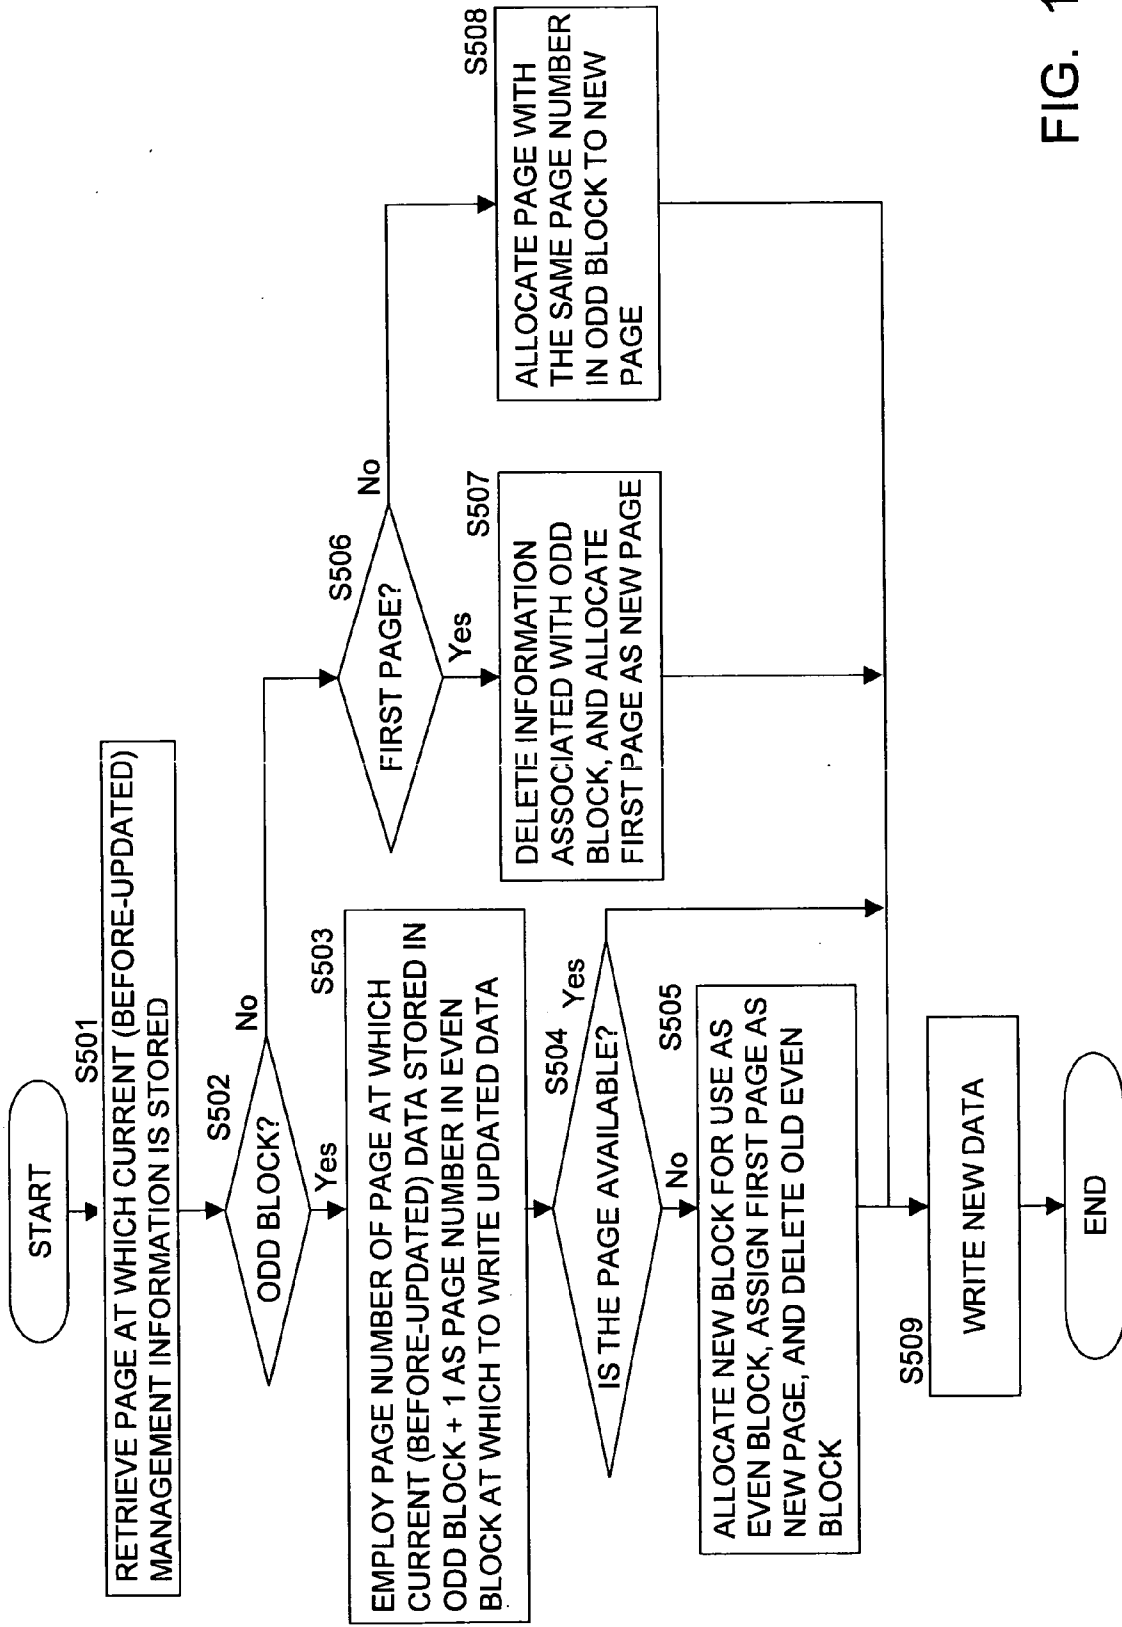 START
S501
RETRIEVE PAGE AT WHICH CURRENT (BEFORE-UPDATED)
MANAGEMENT INFORMATION IS STORED
S502
ODD BLOCK?
No
Yes
S503
EMPLOY PAGE NUMBER OF PAGE AT WHICH
CURRENT (BEFORE-UPDATED) DATA STORED IN
ODD BLOCK + 1 AS PAGE NUMBER IN EVEN
BLOCK AT WHICH TO WRITE UPDATED DATA
S504
IS THE PAGE AVAILABLE?
Yes
No
S505
ALLOCATE NEW BLOCK FOR USE AS
EVEN BLOCK, ASSIGN FIRST PAGE AS
NEW PAGE, AND DELETE OLD EVEN
BLOCK
S506
FIRST PAGE?
No
Yes
S507
DELETE INFORMATION
ASSOCIATED WITH ODD
BLOCK, AND ALLOCATE
FIRST PAGE AS NEW PAGE
S508
ALLOCATE PAGE WITH
THE SAME PAGE NUMBER
IN ODD BLOCK TO NEW
PAGE
S509
WRITE NEW DATA
END
FIG.